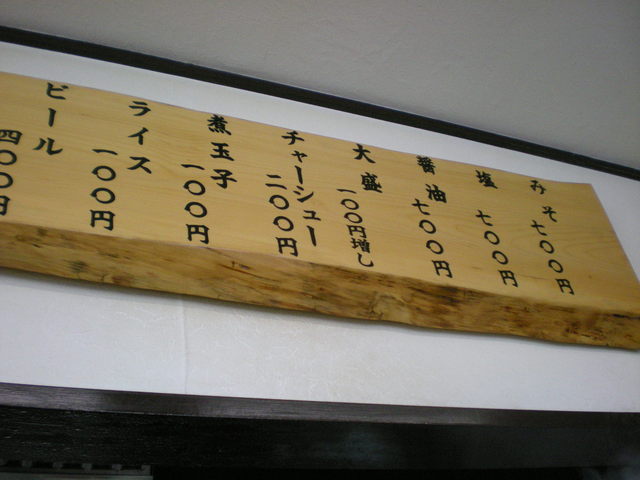 みそ 七〇〇円
塩 七〇〇円
醤油 七〇〇円
大盛 一〇〇円増し
チャーシュー 二〇〇円
煮玉子 一〇〇円
ライス 一〇〇円
ビール 四〇〇円